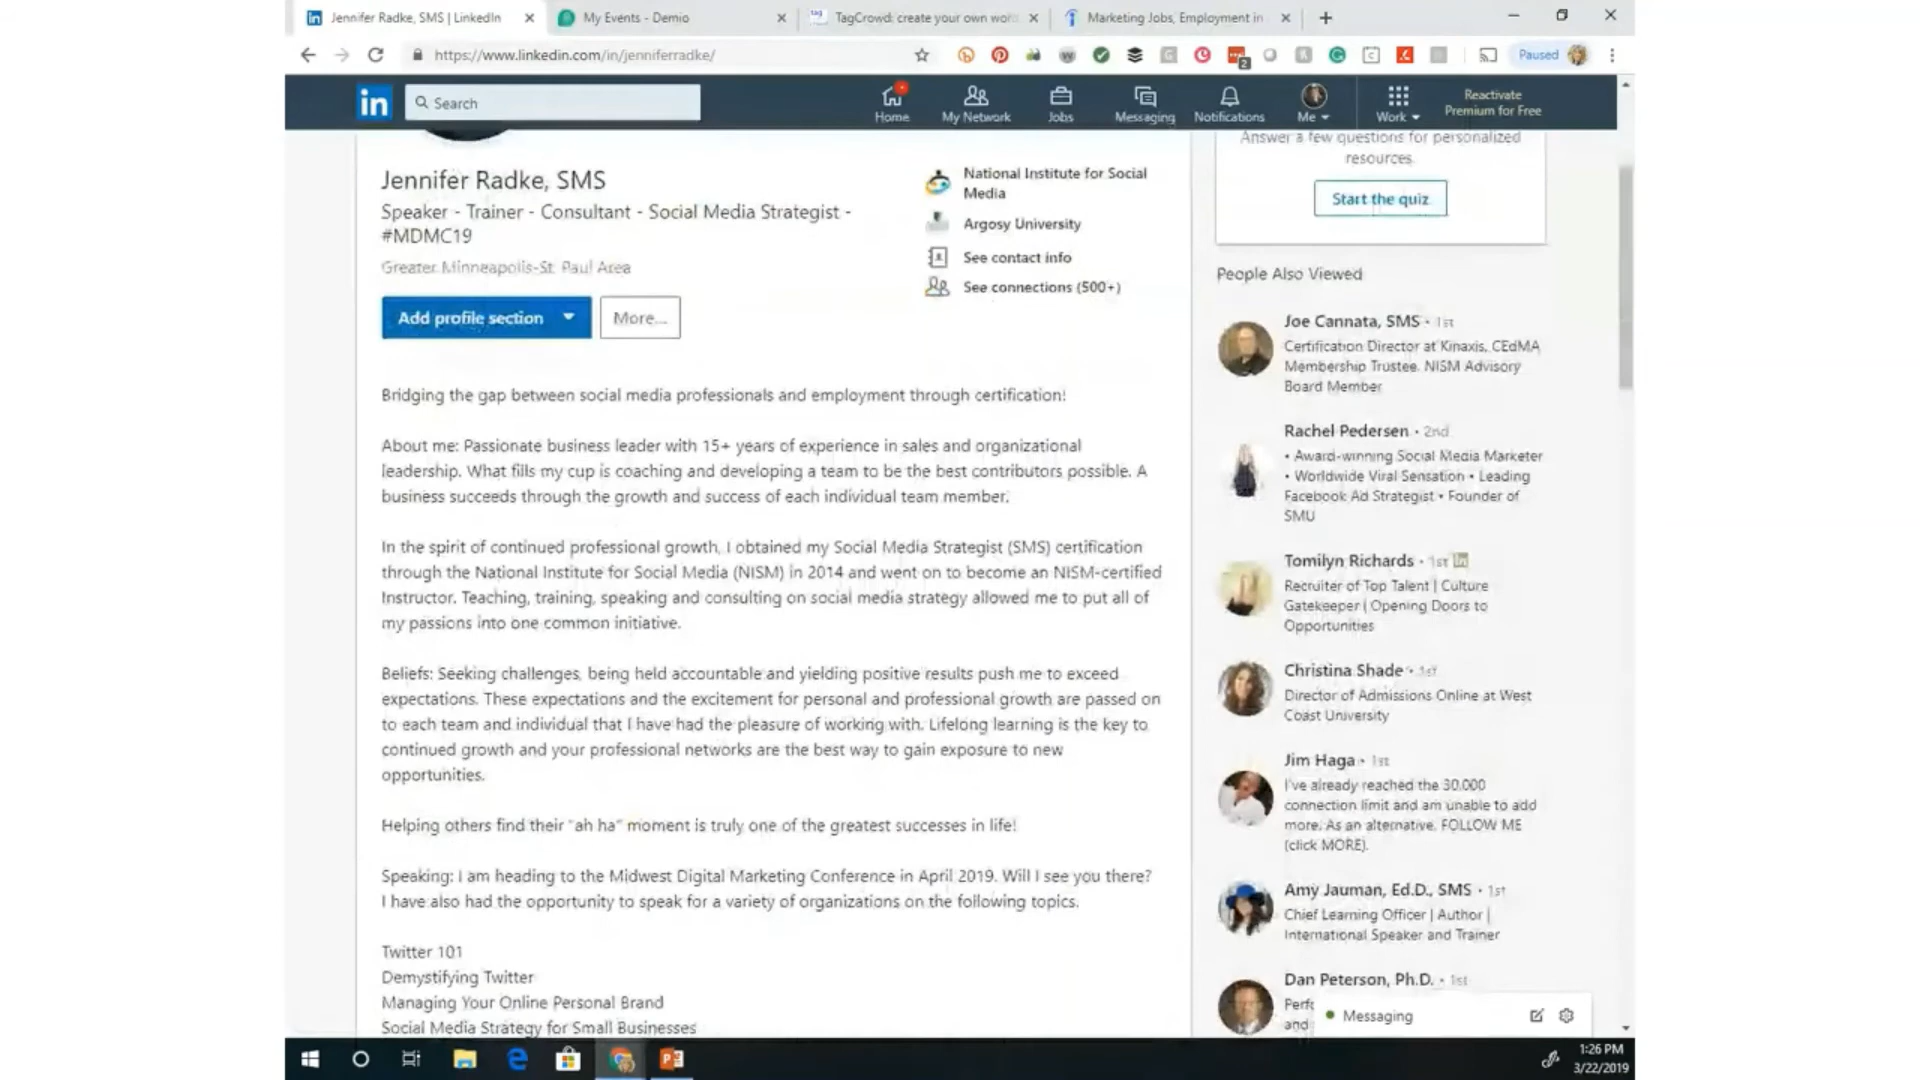 Jennifer Radke, SMS | LinkedIn
My Events - Demio
tag
TagCrowd: create your own wor
Marketing Jobs, Employment in
https://www.linkedin.com/in/jenniferradke/
2
Paused
in
Search
Home
My Network
Jobs
Messaging
Notifications
Me
Work
Reactivate
Premium for Free
Jennifer Radke, SMS
Speaker - Trainer - Consultant - Social Media Strategist -
#MDMC19
Greater Minneapolis-St. Paul Area
Add profile section
More...
National Institute for Social
Media
Argosy University
See contact info
See connections (500+)
Bridging the gap between social media professionals and employment through certification!
About me: Passionate business leader with 15+ years of experience in sales and organizational
leadership. What fills my cup is coaching and developing a team to be the best contributors possible. A
business succeeds through the growth and success of each individual team member.
In the spirit of continued professional growth, I obtained my Social Media Strategist (SMS) certification
through the National Institute for Social Media (NISM) in 2014 and went on to become an NISM-certified
Instructor. Teaching, training, speaking and consulting on social media strategy allowed me to put all of
my passions into one common initiative.
Beliefs: Seeking challenges, being held accountable and yielding positive results push me to exceed
expectations. These expectations and the excitement for personal and professional growth are passed on
to each team and individual that I have had the pleasure of working with. Lifelong learning is the key to
continued growth and your professional networks are the best way to gain exposure to new
opportunities.
Helping others find their "ah ha" moment is truly one of the greatest successes in life!
Speaking: I am heading to the Midwest Digital Marketing Conference in April 2019. Will I see you there?
I have also had the opportunity to speak for a variety of organizations on the following topics.
Twitter 101
Demystifying Twitter
Managing Your Online Personal Brand
Social Media Strategy for Small Businesses
Answer a few questions for personalized
resources.
Start the quiz
People Also Viewed
Joe Cannata, SMS • 1st
Certification Director at Kinaxis, CEdMA
Membership Trustee. NISM Advisory
Board Member
Rachel Pedersen • 2nd
• Award-winning Social Media Marketer
• Worldwide Viral Sensation • Leading
Facebook Ad Strategist • Founder of
SMU
Tomilyn Richards • 1st in
Recruiter of Top Talent | Culture
Gatekeeper | Opening Doors to
Opportunities
Christina Shade • 1st
Director of Admissions Online at West
Coast University
Jim Haga • 1st
I've already reached the 30,000
connection limit and am unable to add
more. As an alternative, FOLLOW ME
(click MORE).
Amy Jauman, Ed.D., SMS • 1st
Chief Learning Officer | Author |
International Speaker and Trainer
Dan Peterson, Ph.D. • 1st
and
Messaging
1:26 PM
3/22/2019